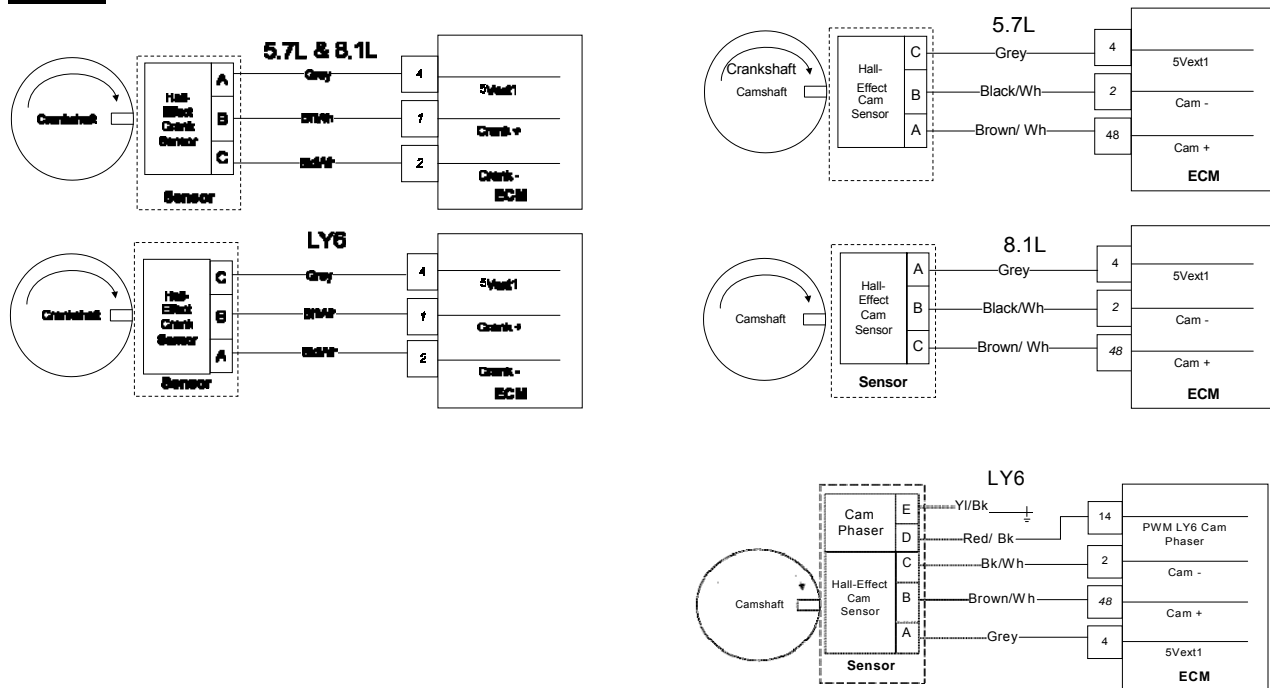 5.7L & 8.1L
Crankshaft
Hall-
Effect
Crank
Sensor
A
B
C
Sensor
Grey
4
1
2
5Vext1
Crank +
Crank -
ECM
LY6
Crankshaft
Hall-
Effect
Crank
Sensor
C
B
A
Sensor
Grey
4
1
2
5Vext1
Crank +
Crank -
ECM
5.7L
Crankshaft
Camshaft
Hall-
Effect
Cam
Sensor
C
B
A
Grey
Black/Wh
Brown/ Wh
4
2
48
5Vext1
Cam -
Cam +
ECM
8.1L
Camshaft
Hall-
Effect
Cam
Sensor
A
B
C
Sensor
Grey
Black/Wh
Brown/ Wh
4
2
48
5Vext1
Cam -
Cam +
ECM
LY6
Camshaft
Cam
Phaser
Hall-Effect
Cam
Sensor
E
D
C
B
A
Sensor
Yl/Bk
Red/ Bk
Bk/Wh
Brown/Wh
Grey
14
2
48
4
PWM LY6 Cam
Phaser
Cam -
Cam +
5Vext1
ECM